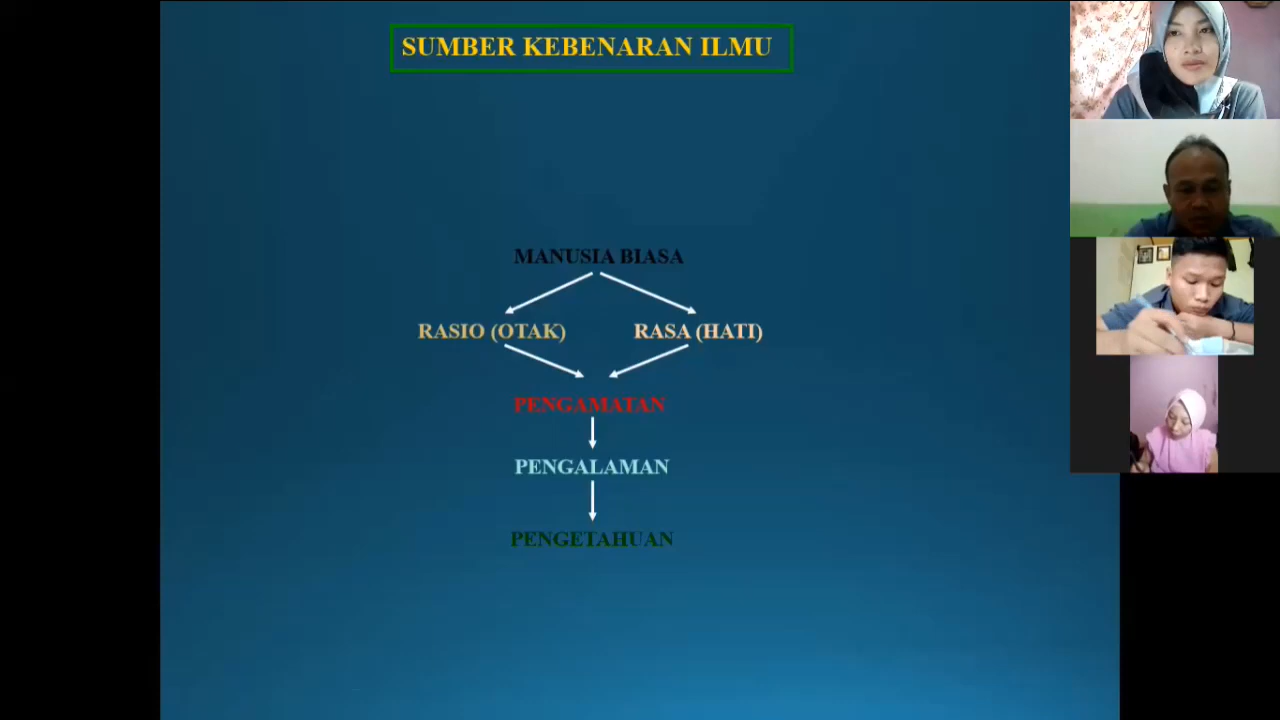 SUMBER KEBENARAN ILMU
MANUSIA BIASA
RASIO (OTAK) RASA (HATI)
PENGAMATAN
PENGALAMAN
PENGETAHUAN